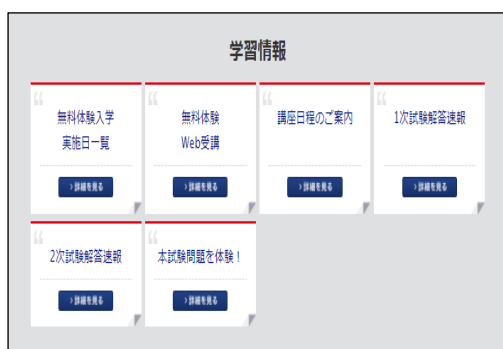 学習情報
無料体験入学
実施日一覧
› 詳細を見る
無料体験
Web受講
› 詳細を見る
講座日程のご案内
› 詳細を見る
1次試験解答速報
› 詳細を見る
2次試験解答速報
› 詳細を見る
本試験問題を体験！
› 詳細を見る